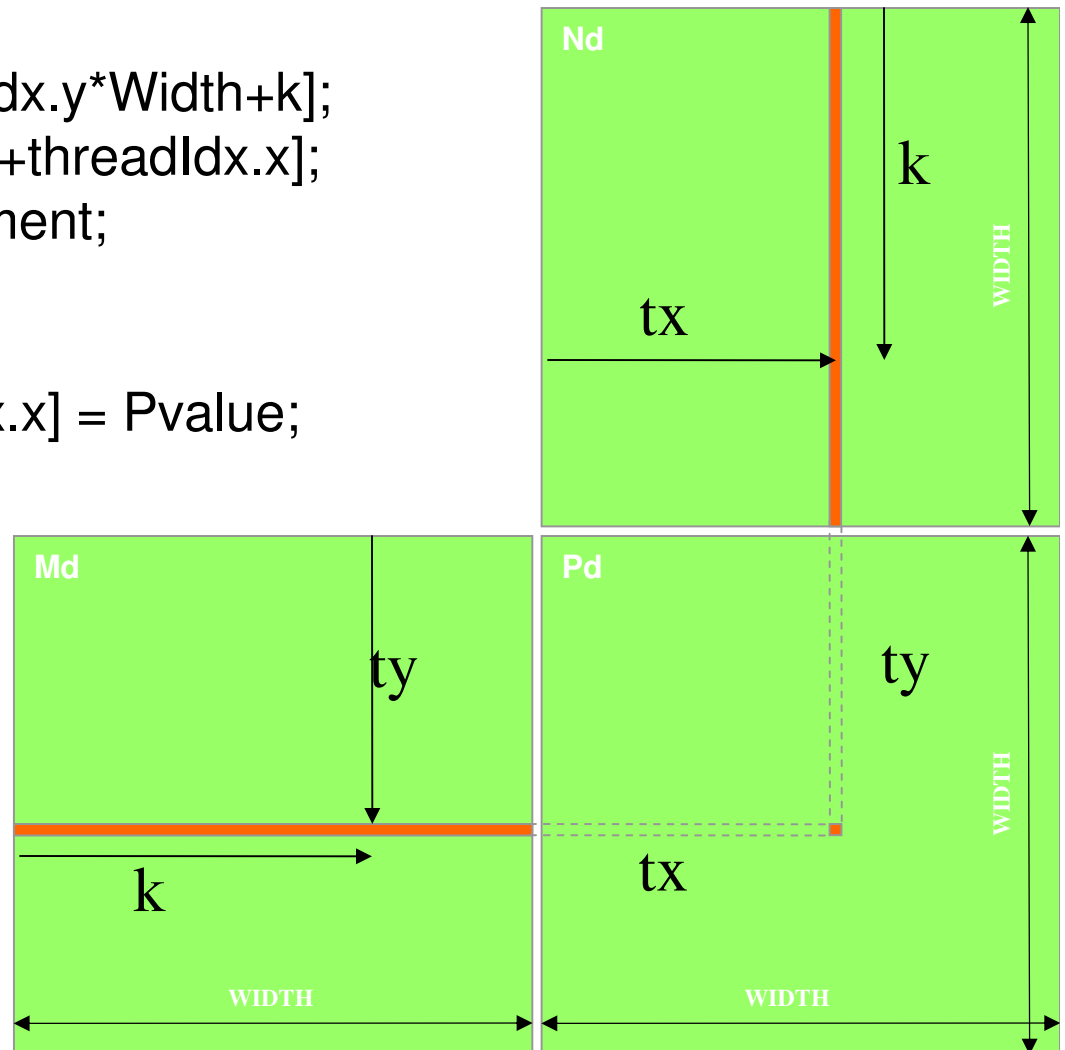 dx.y*Width+k];
+threadIdx.x];
nent;
x.x] = Pvalue;
Nd
k
WIDTH
tx
Md
ty
k
WIDTH
Pd
ty
WIDTH
tx
WIDTH